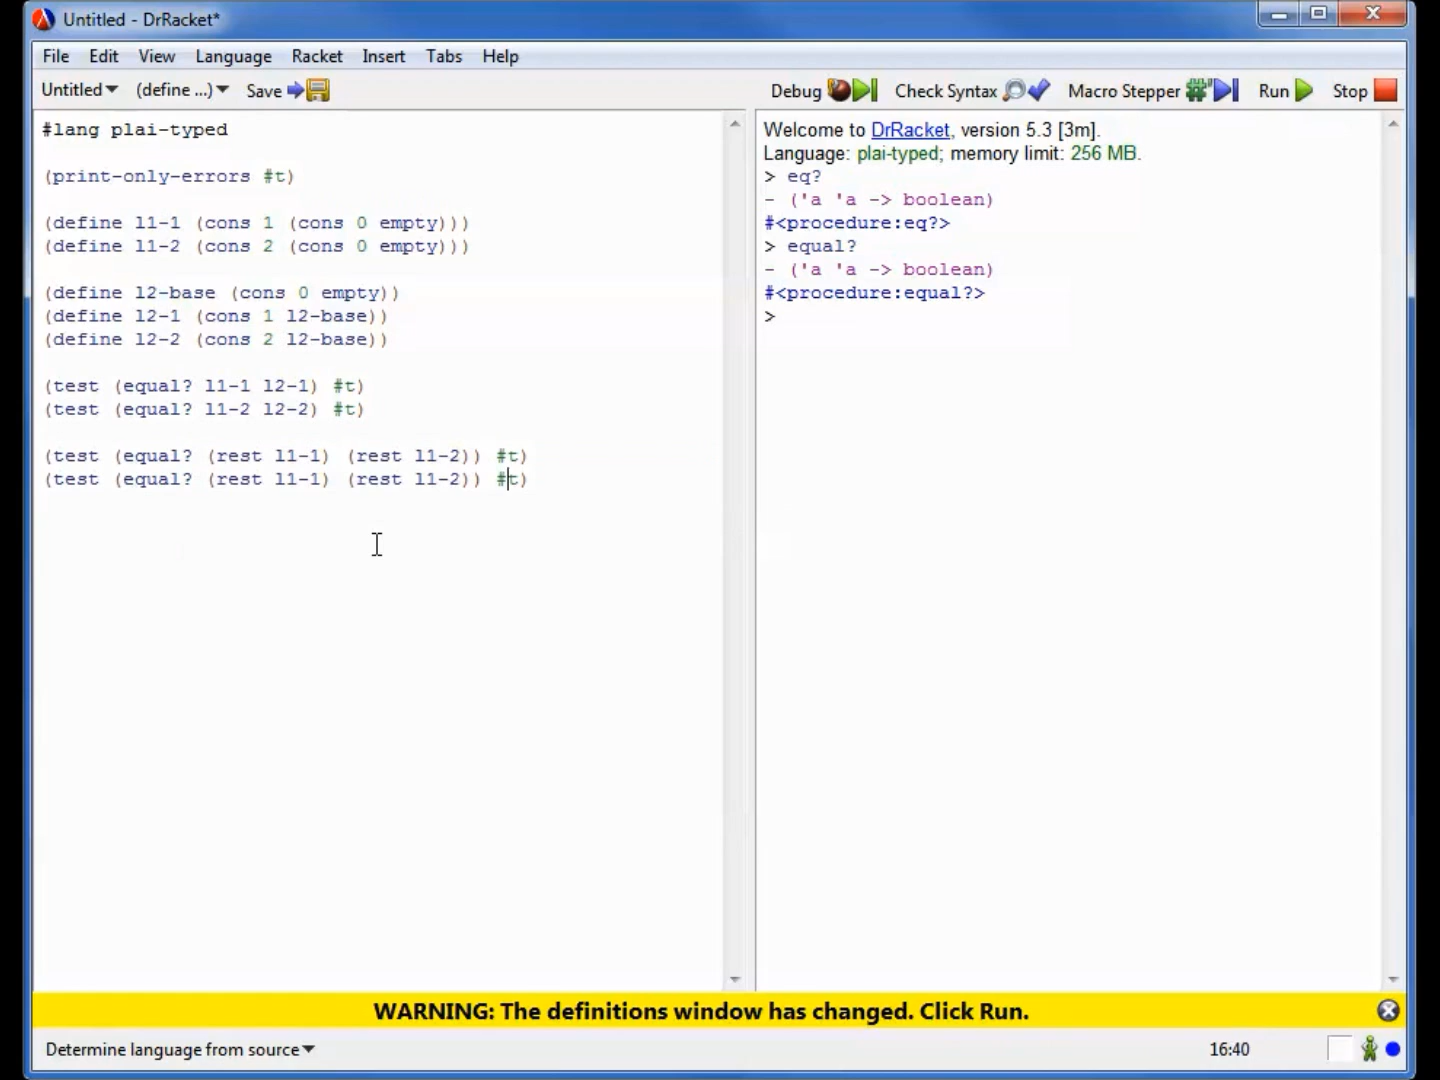 Untitled - DrRacket*
File Edit View Language Racket Insert Tabs Help
Untitled (define ...) Save Debug Check Syntax Macro Stepper Run Stop
#lang plai-typed
(print-only-errors #t)
(define l1-1 (cons 1 (cons 0 empty)))
(define l1-2 (cons 2 (cons 0 empty)))
(define l2-base (cons 0 empty))
(define l2-1 (cons 1 l2-base))
(define l2-2 (cons 2 l2-base))
(test (equal? l1-1 l2-1) #t)
(test (equal? l1-2 l2-2) #t)
(test (equal? (rest l1-1) (rest l1-2)) #t)
(test (equal? (rest l1-1) (rest l1-2)) #t)
Welcome to DrRacket, version 5.3 [3m].
Language: plai-typed; memory limit: 256 MB.
> eq?
- ('a 'a -> boolean)
#<procedure:eq?>
> equal?
- ('a 'a -> boolean)
#<procedure:equal?>
>
WARNING: The definitions window has changed. Click Run.
Determine language from source 16:40